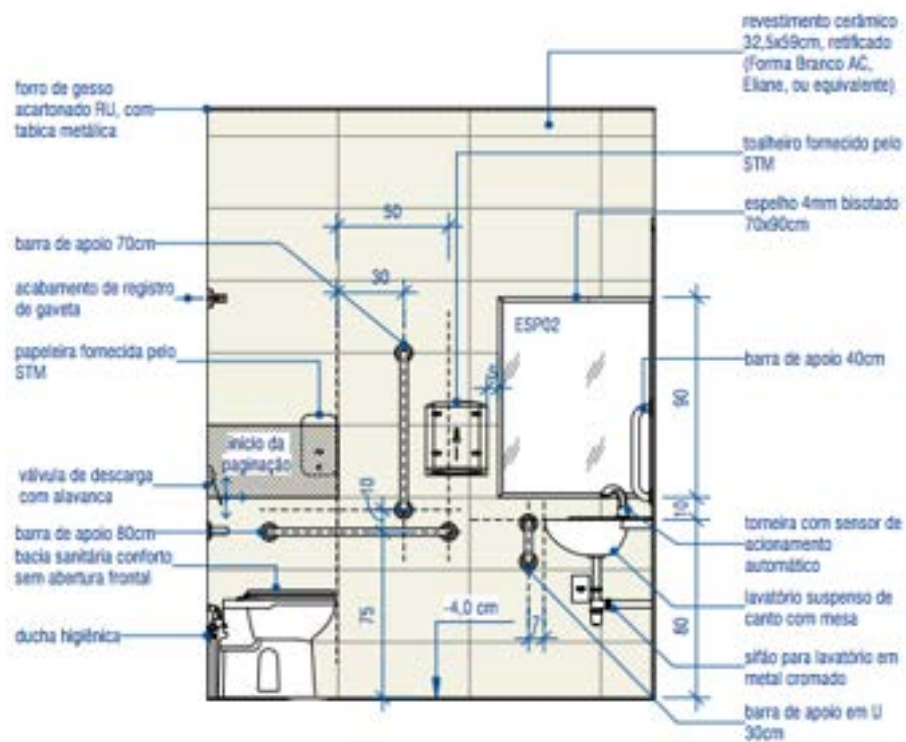 revestimento cerâmico
32,5x59cm, retificado
(Forma Branco AC,
Eliane, ou equivalente)
forro de gesso
acartonado RU, com
tabica metálica
toalheiro fornecido pelo
STM
espelho 4mm bisotado
70x90cm
50
barra de apoio 70cm
30
acabamento de registro
de gaveta
ESP02
papeleira fornecida pelo
STM
barra de apoio 40cm
90
início da
paginação
válvula de descarga
com alavanca
10
10
barra de apoio 80cm
bacia sanitária conforto
sem abertura frontal
torneira com sensor de
acionamento
automático
75
-4,0 cm
lavatório suspenso de
canto com mesa
80
ducha higiênica
7
sifão para lavatório em
metal cromado
barra de apoio em U
30cm